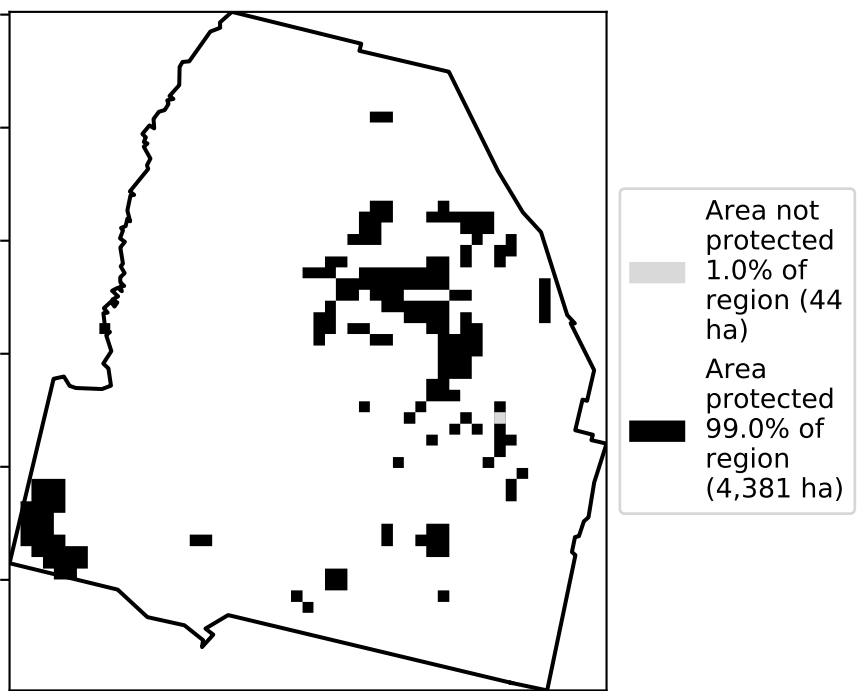 Area not
protected
1.0% of
region (44
ha)
Area
protected
99.0% of
region
(4,381 ha)